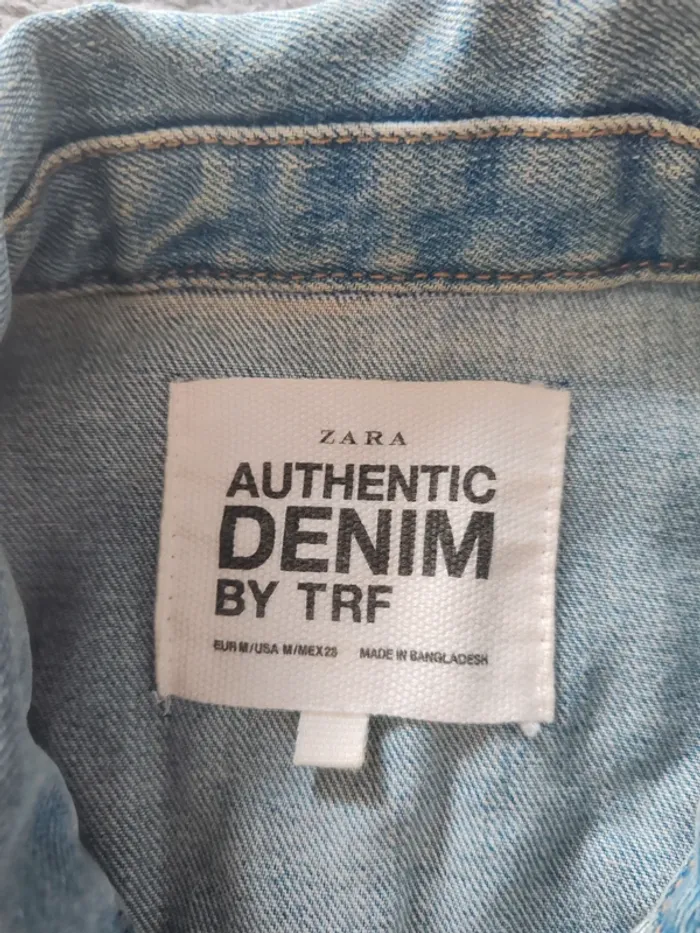 ZARA
AUTHENTIC
DENIM
BY TRF
EUR M/USA M/MEX 28 MADE IN BANGLADESH